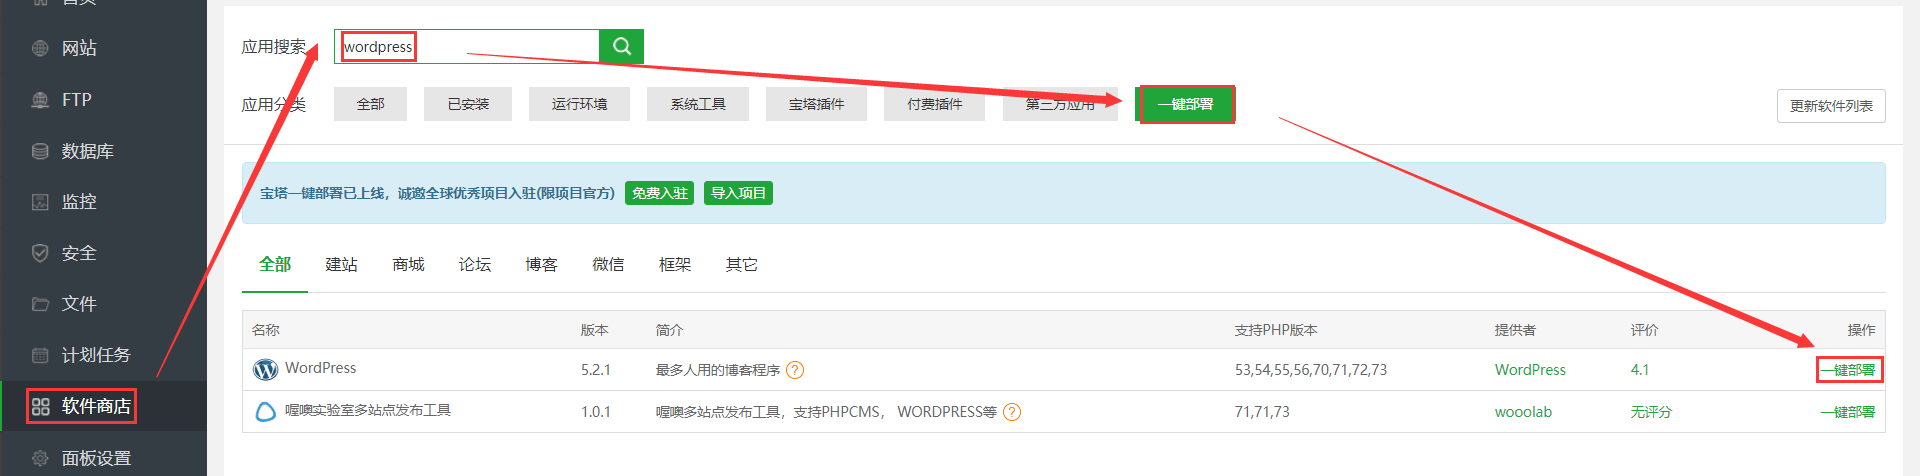 首页
网站
FTP
数据库
监控
安全
文件
计划任务
软件商店
面板设置
应用搜索 wordpress
应用分类 全部 已安装 运行环境 系统工具 宝塔插件 付费插件 第三方应用 一键部署 更新软件列表
宝塔一键部署已上线，诚邀全球优秀项目入驻(限项目官方) 免费入驻 导入项目
全部 建站 商城 论坛 博客 微信 框架 其它
名称 版本 简介 支持PHP版本 提供者 评价 操作
WordPress 5.2.1 最多人用的博客程序 ? 53,54,55,56,70,71,72,73 WordPress 4.1 一键部署
喔噢实验室多站点发布工具 1.0.1 喔噢多站点发布工具，支持PHPCMS， WORDPRESS等 ? 71,71,73 wooolab 无评分 一键部署